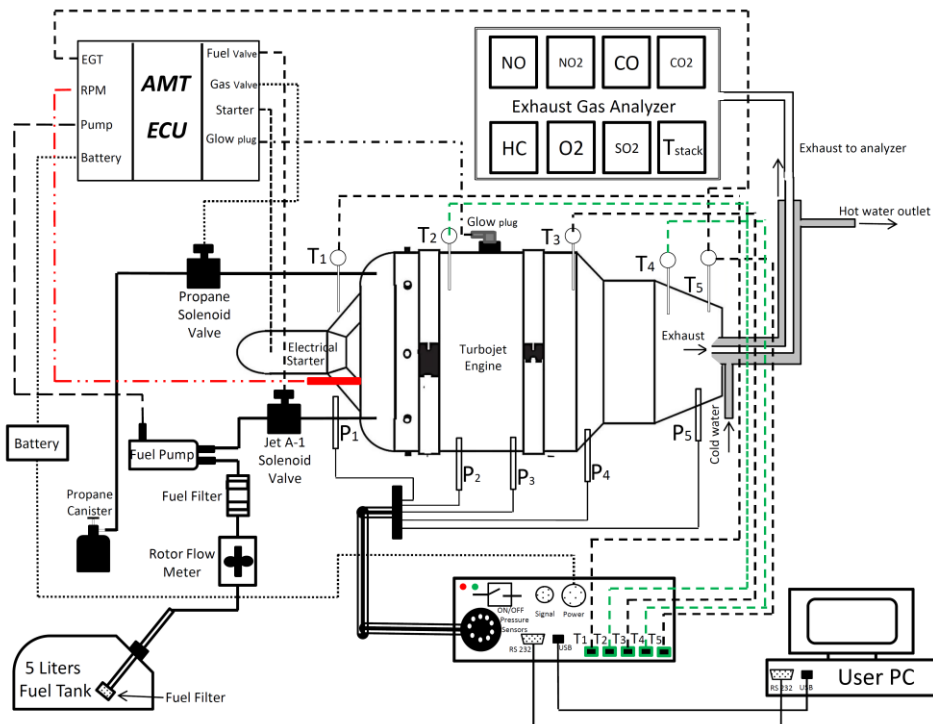 EGT
RPM
Pump
Battery
AMT
ECU
Fuel Valve
Gas Valve
Starter
Glow plug
NO
NO2
CO
CO2
Exhaust Gas Analyzer
HC
O2
SO2
Tstack
Exhaust to analyzer
Hot water outlet
T1
T2
Glow plug
T3
T4
T5
Propane
Solenoid
Valve
Electrical
Starter
Turbojet
Engine
Exhaust
Cold water
Battery
Fuel Pump
Jet A-1
Solenoid
Valve
P1
P2
P3
P4
P5
Propane
Canister
Fuel Filter
Rotor Flow
Meter
5 Liters
Fuel Tank
Fuel Filter
ON/OFF
Pressure
Sensors
Signal
Power
RS 232
USB
T1
T2
T3
T4
T5
User PC
RS 232
USB